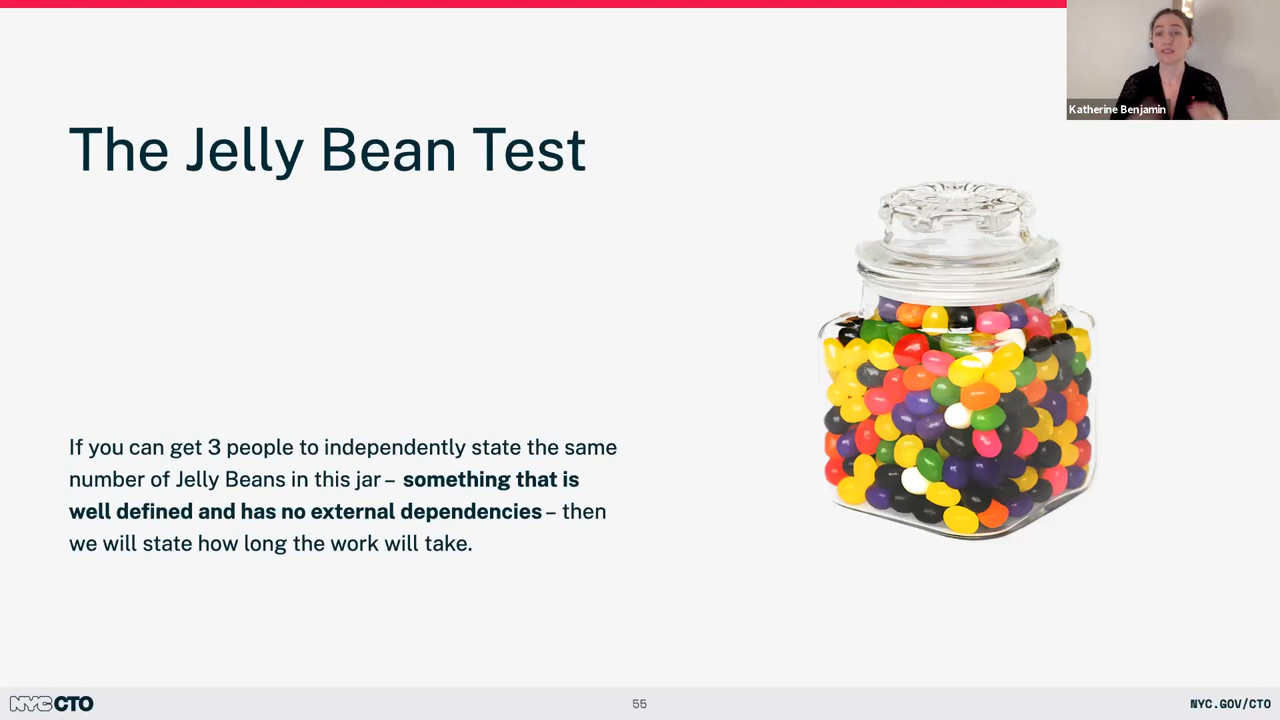 Katherine Benjamin
The Jelly Bean Test
If you can get 3 people to independently state the same
number of Jelly Beans in this jar – something that is
well defined and has no external dependencies – then
we will state how long the work will take.
NYC CTO
55
NYC.GOV/CTO